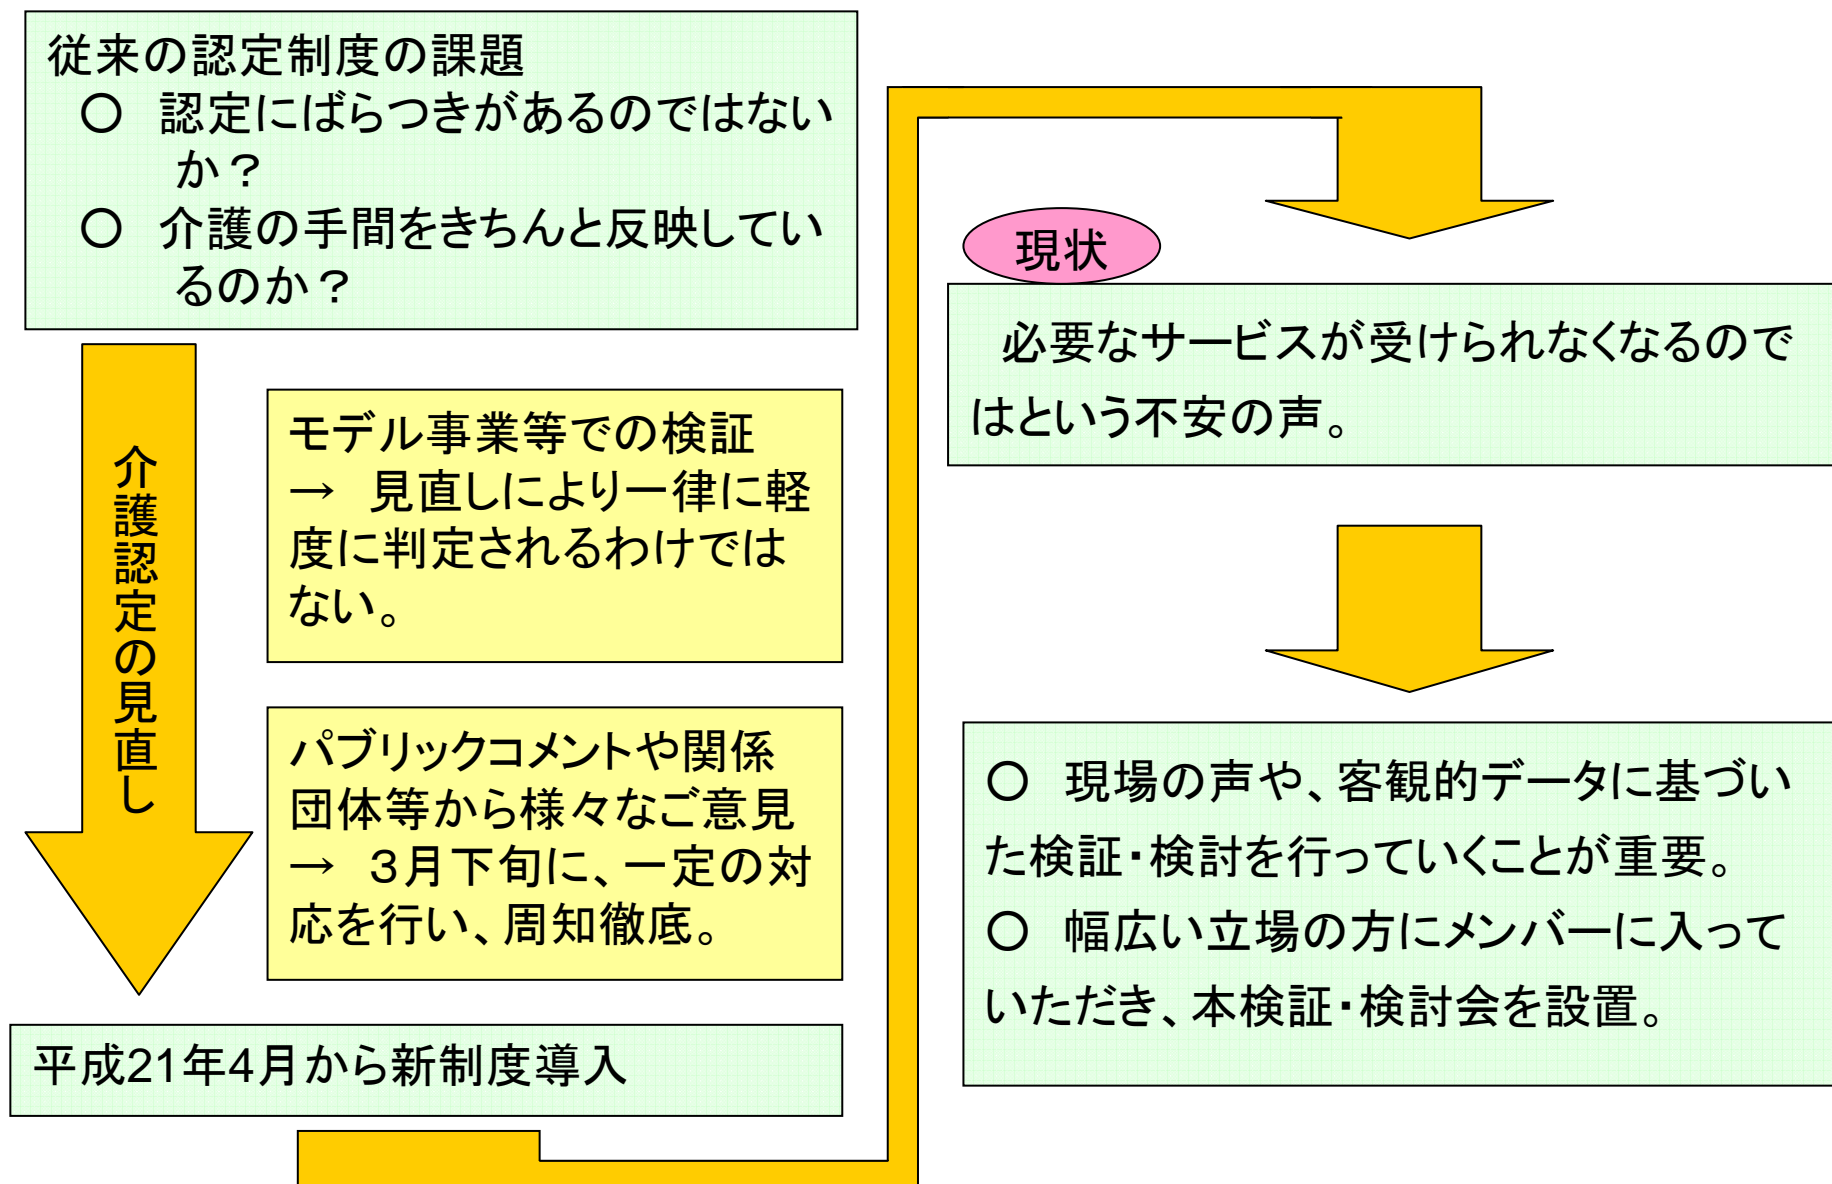 従来の認定制度の課題
○　認定にばらつきがあるのではない
か？
○　介護の手間をきちんと反映してい
るのか？
介護認定の見直し
モデル事業等での検証
→　見直しにより一律に軽
度に判定されるわけでは
ない。
パブリックコメントや関係
団体等から様々なご意見
→　３月下旬に、一定の対
応を行い、周知徹底。
平成21年4月から新制度導入
現状
必要なサービスが受けられなくなるので
はという不安の声。
○　現場の声や、客観的データに基づい
た検証・検討を行っていくことが重要。
○　幅広い立場の方にメンバーに入って
いただき、本検証・検討会を設置。